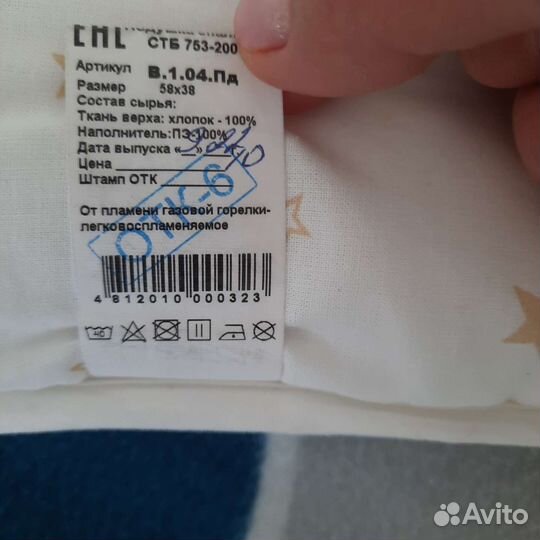 EAC
СТБ 753-200
Артикул В.1.04.Пд
Размер 58х38
Состав сырья:
Ткань верха: хлопок - 100%
Наполнитель: ПЭ-100%
Дата выпуска «__»
Цена
Штамп ОТК
ОТК-6
От пламени газовой горелки-
легковоспламеняемое
4 812010 000323
40
Avito